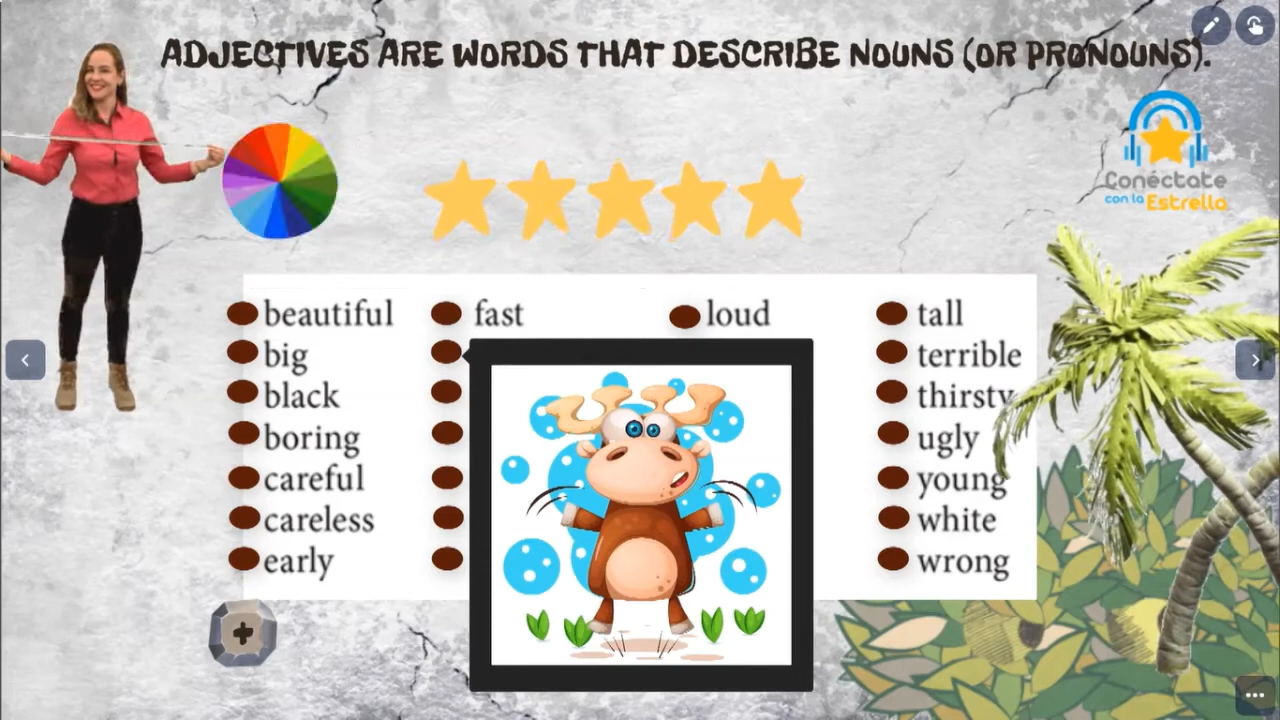 ADJECTIVES ARE WORDS THAT DESCRIBE NOUNS (OR PRONOUNS).
Conéctate
con la Estrella
beautiful
big
black
boring
careful
careless
early
fast
loud
tall
terrible
thirsty
ugly
young
white
wrong